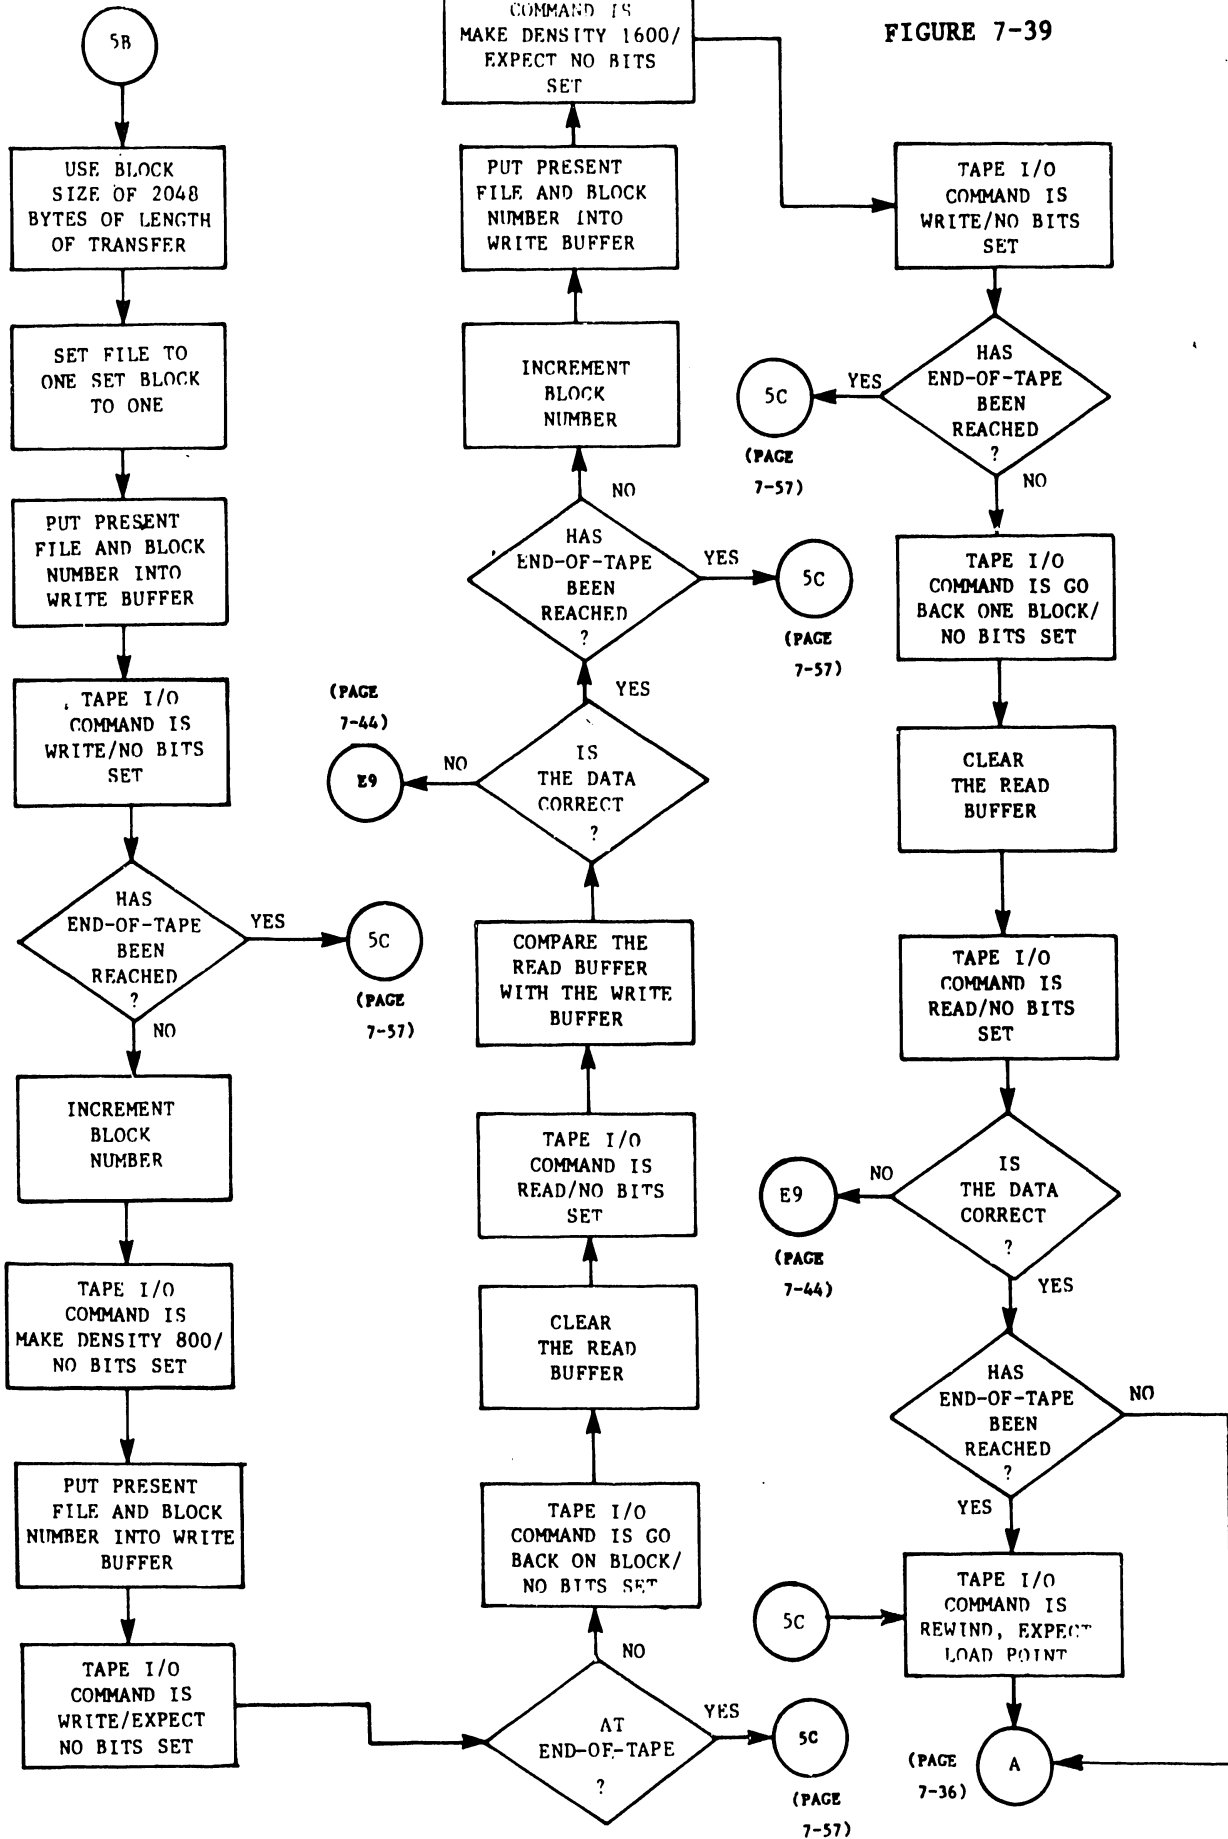 5B
USE BLOCK
SIZE OF 2048
BYTES OF LENGTH
OF TRANSFER
SET FILE TO
ONE SET BLOCK
TO ONE
PUT PRESENT
FILE AND BLOCK
NUMBER INTO
WRITE BUFFER
TAPE I/O
COMMAND IS
WRITE/NO BITS
SET
HAS
END-OF-TAPE
BEEN
REACHED
?
YES
5C
(PAGE
7-57)
NO
INCREMENT
BLOCK
NUMBER
TAPE I/O
COMMAND IS
MAKE DENSITY 800/
NO BITS SET
PUT PRESENT
FILE AND BLOCK
NUMBER INTO WRITE
BUFFER
TAPE I/O
COMMAND IS
WRITE/EXPECT
NO BITS SET
AT
END-OF-TAPE
?
YES
5C
(PAGE
7-57)
NO
TAPE I/O
COMMAND IS GO
BACK ON BLOCK/
NO BITS SET
CLEAR
THE READ
BUFFER
TAPE I/O
COMMAND IS
READ/NO BITS
SET
COMPARE THE
READ BUFFER
WITH THE WRITE
BUFFER
IS
THE DATA
CORRECT
?
NO
(PAGE
7-44)
E9
YES
HAS
END-OF-TAPE
BEEN
REACHED
?
YES
5C
(PAGE
7-57)
NO
INCREMENT
BLOCK
NUMBER
PUT PRESENT
FILE AND BLOCK
NUMBER INTO
WRITE BUFFER
COMMAND IS
MAKE DENSITY 1600/
EXPECT NO BITS
SET
FIGURE 7-39
TAPE I/O
COMMAND IS
WRITE/NO BITS
SET
HAS
END-OF-TAPE
BEEN
REACHED
?
YES
5C
(PAGE
7-57)
NO
TAPE I/O
COMMAND IS GO
BACK ONE BLOCK/
NO BITS SET
CLEAR
THE READ
BUFFER
TAPE I/O
COMMAND IS
READ/NO BITS
SET
IS
THE DATA
CORRECT
?
NO
E9
(PAGE
7-44)
YES
HAS
END-OF-TAPE
BEEN
REACHED
?
NO
YES
5C
TAPE I/O
COMMAND IS
REWIND, EXPECT
LOAD POINT
(PAGE
7-36)
A